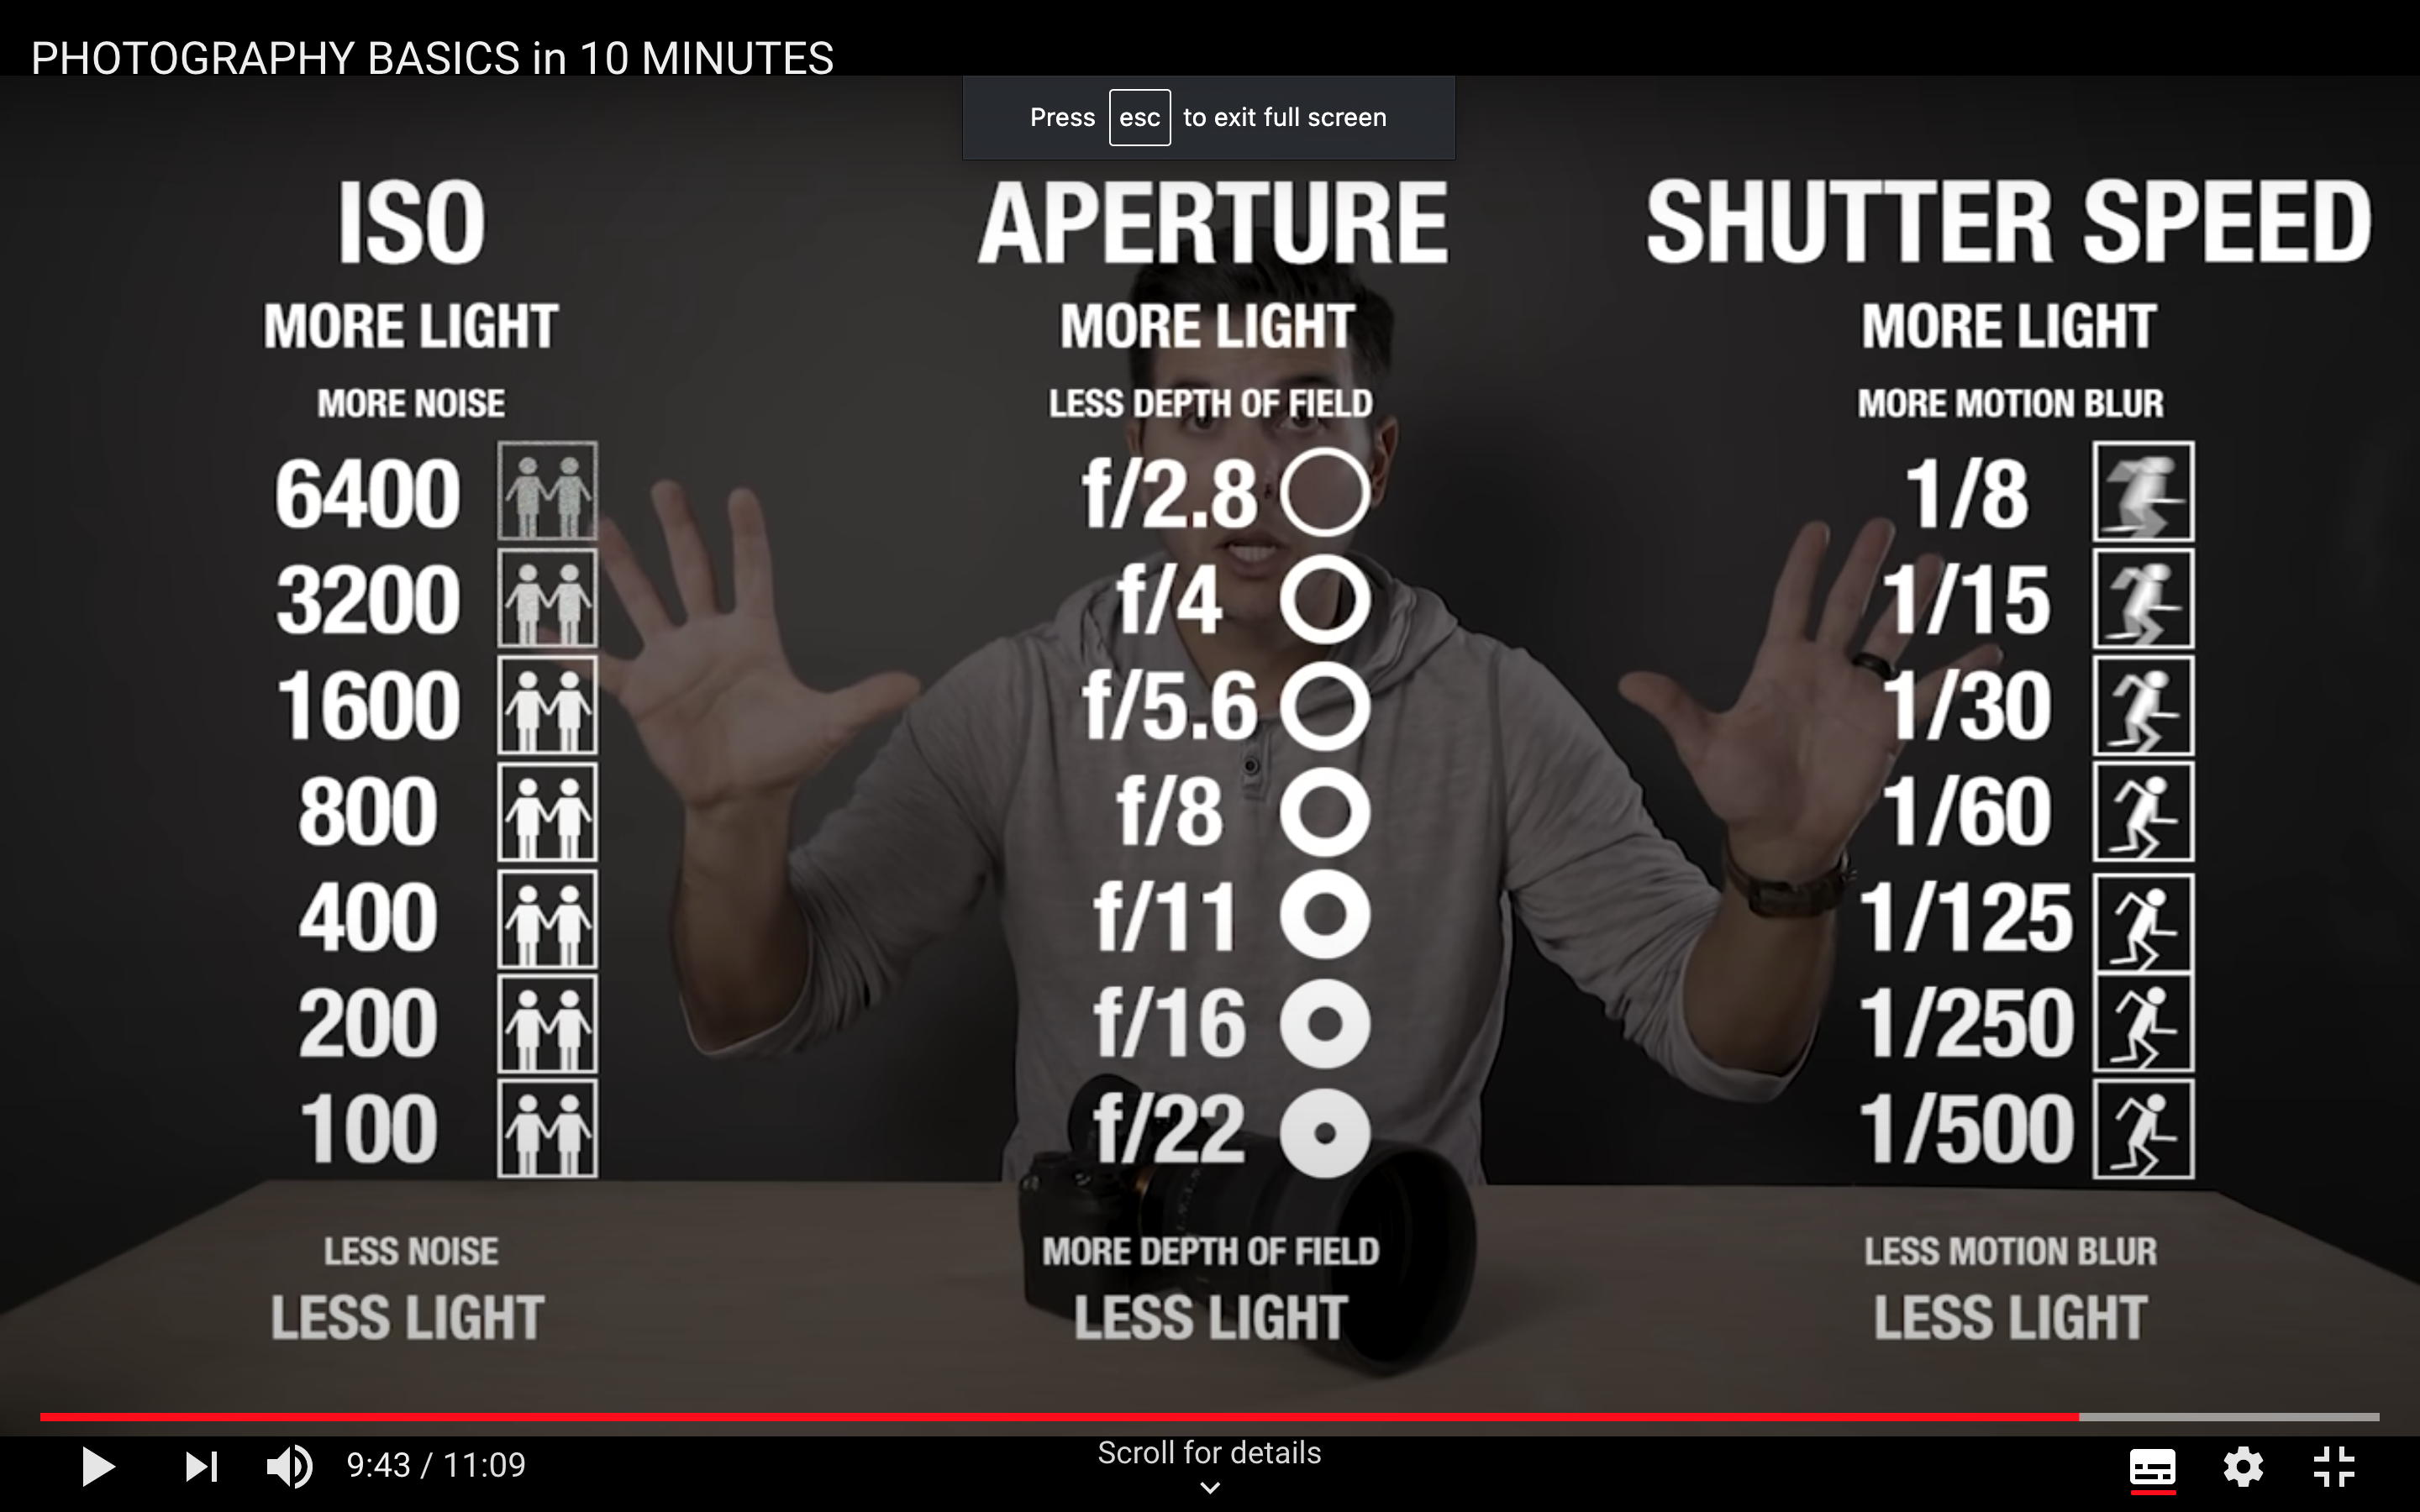 PHOTOGRAPHY BASICS in 10 MINUTES
Press esc to exit full screen
ISO
MORE LIGHT
MORE NOISE
6400
3200
1600
800
400
200
100
LESS NOISE
LESS LIGHT
APERTURE
MORE LIGHT
LESS DEPTH OF FIELD
f/2.8
f/4
f/5.6
f/8
f/11
f/16
f/22
MORE DEPTH OF FIELD
LESS LIGHT
SHUTTER SPEED
MORE LIGHT
MORE MOTION BLUR
1/8
1/15
1/30
1/60
1/125
1/250
1/500
LESS MOTION BLUR
LESS LIGHT
9:43 / 11:09
Scroll for details